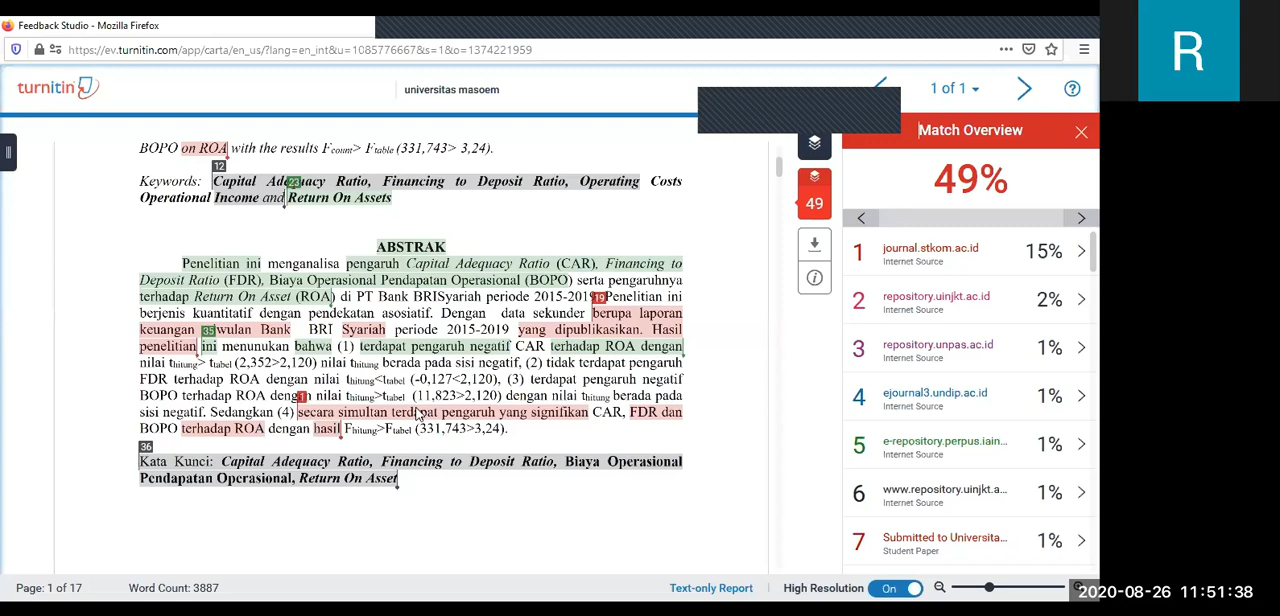 Feedback Studio - Mozilla Firefox
https://ev.turnitin.com/app/carta/en_us/?lang=en_int&u=1085776667&s=1&o=1374221959
turnitin
universitas masoem
1 of 1
BOPO on ROA with the results Fcount> Ftable (331,743> 3,24).
12
Keywords: Capital Adequacy Ratio, Financing to Deposit Ratio, Operating Costs
23
Operational Income and Return On Assets
ABSTRAK
Penelitian ini menganalisa pengaruh Capital Adequacy Ratio (CAR), Financing to
Deposit Ratio (FDR), Biaya Operasional Pendapatan Operasional (BOPO) serta pengaruhnya
terhadap Return On Asset (ROA) di PT Bank BRISyariah periode 2015-2019 Penelitian ini
19
berjenis kuantitatif dengan pendekatan asosiatif. Dengan data sekunder berupa laporan
keuangan wulan Bank BRI Syariah periode 2015-2019 yang dipublikasikan. Hasil
35
penelitian ini menunukan bahwa (1) terdapat pengaruh negatif CAR terhadap ROA dengan
nilai thitung> ttabel (2,352>2,120) nilai thitung berada pada sisi negatif, (2) tidak terdapat pengaruh
FDR terhadap ROA dengan nilai thitung<ttabel (-0,127<2,120), (3) terdapat pengaruh negatif
BOPO terhadap ROA dengan nilai thitung>ttabel (11,823>2,120) dengan nilai thitung berada pada
1
sisi negatif. Sedangkan (4) secara simultan terdapat pengaruh yang signifikan CAR, FDR dan
BOPO terhadap ROA dengan hasil Fhitung>Ftabel (331,743>3,24).
36
Kata Kunci: Capital Adequacy Ratio, Financing to Deposit Ratio, Biaya Operasional
Pendapatan Operasional, Return On Asset
49
Match Overview
49%
1 journal.stkom.ac.id 15%
Internet Source
2 repository.uinjkt.ac.id 2%
Internet Source
3 repository.unpas.ac.id 1%
Internet Source
4 ejournal3.undip.ac.id 1%
Internet Source
5 e-repository.perpus.iain... 1%
Internet Source
6 www.repository.uinjkt.a... 1%
Internet Source
7 Submitted to Universita... 1%
Student Paper
Page: 1 of 17
Word Count: 3887
Text-only Report
High Resolution
On
R
2020-08-26 11:51:38